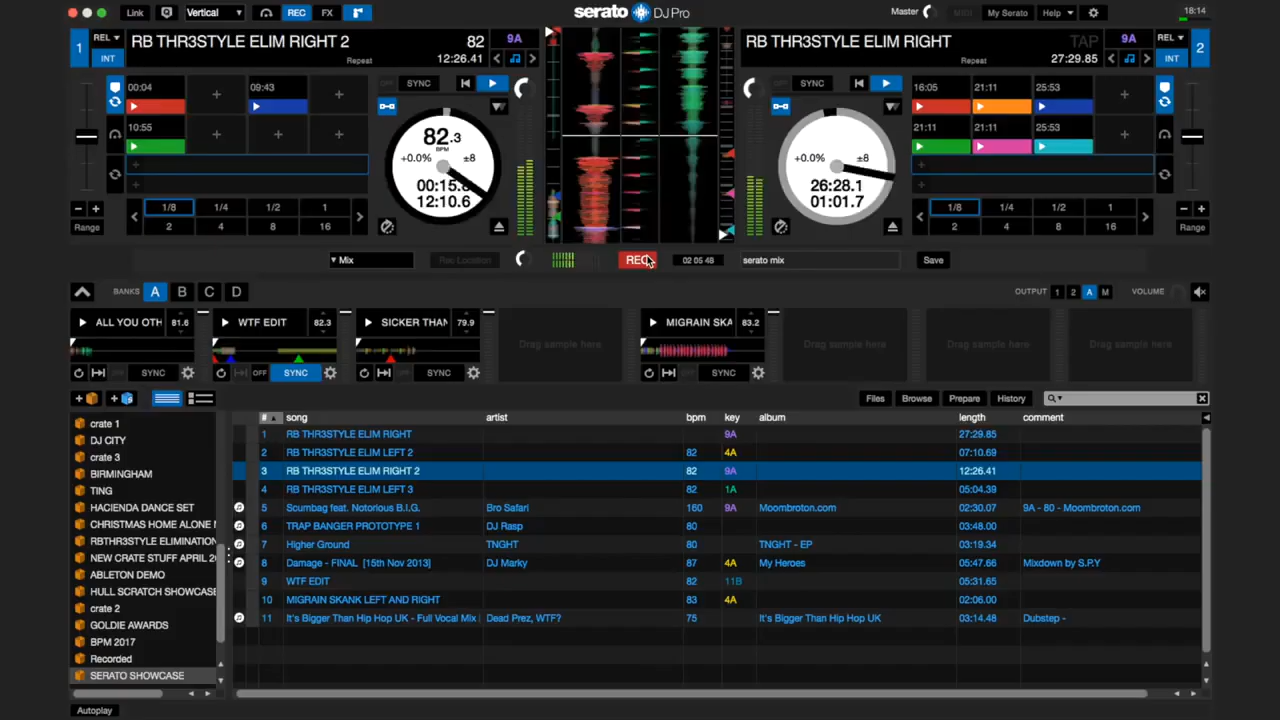 Link
Vertical
REC
FX
serato DJ Pro
Master
MIDI
My Serato
Help
18:14
1
REL
INT
RB THR3STYLE ELIM RIGHT 2
82
9A
Repeat
12:26.41
RB THR3STYLE ELIM RIGHT
TAP
9A
Repeat
27:29.85
REL
INT
2
00:04
09:43
10:55
OFF
SYNC
82.3
BPM
+0.0%
±8
12:10.6
SYNC
+0.0%
±8
26:28.1
01:01.7
16:05
21:11
25:53
21:11
21:11
25:53
1/8 1/4 1/2 1
2 4 8 16
Range
1/8 1/4 1/2 1
2 4 8 16
Range
Mix
Rec Location
REC
02 05 48
serato mix
Save
BANKS A B C D
OUTPUT 1 2 A M
VOLUME
ALL YOU OTH
81.6
WTF EDIT
82.3
SICKER THAN
79.9
Drag sample here
MIGRAIN SKA
83.2
Drag sample here
Drag sample here
Drag sample here
SYNC
OFF
SYNC
SYNC
SYNC
Files
Browse
Prepare
History
crate 1
DJ CITY
crate 3
BIRMINGHAM
TING
HACIENDA DANCE SET
CHRISTMAS HOME ALONE
RBTHR3STYLE ELIMINATION
NEW CRATE STUFF APRIL 20
ABLETON DEMO
HULL SCRATCH SHOWCASE
crate 2
GOLDIE AWARDS
BPM 2017
Recorded
SERATO SHOWCASE
# song artist bpm key album length comment
1 RB THR3STYLE ELIM RIGHT 9A 27:29.85
2 RB THR3STYLE ELIM LEFT 2 82 4A 07:10.69
3 RB THR3STYLE ELIM RIGHT 2 82 9A 12:26.41
4 RB THR3STYLE ELIM LEFT 3 82 1A 05:04.39
5 Scumbag feat. Notorious B.I.G. Bro Safari 160 9A Moombroton.com 02:30.07 9A - 80 - Moombroton.com
6 TRAP BANGER PROTOTYPE 1 DJ Rasp 80 03:48.00
7 Higher Ground TNGHT 80 TNGHT - EP 03:19.34
8 Damage - FINAL [15th Nov 2013] DJ Marky 87 4A My Heroes 05:47.66 Mixdown by S.P.Y
9 WTF EDIT 82 11B 05:31.65
10 MIGRAIN SKANK LEFT AND RIGHT 83 4A 02:06.00
11 It's Bigger Than Hip Hop UK - Full Vocal Mix Dead Prez, WTF? 75 It's Bigger Than Hip Hop UK 03:14.48 Dubstep -
Autoplay